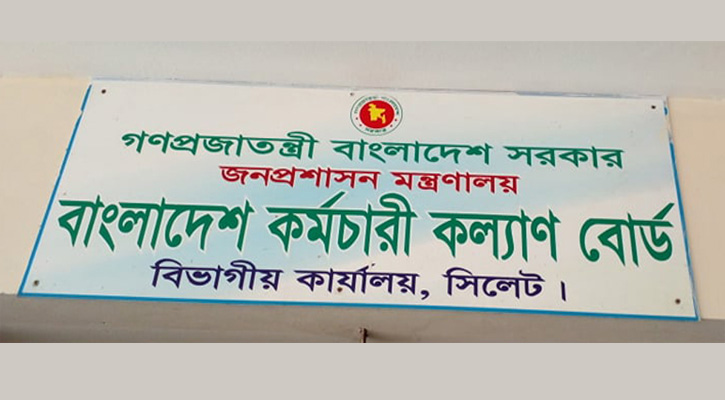 গণপ্রজাতন্ত্রী বাংলাদেশ সরকার
জনপ্রশাসন মন্ত্রণালয়
বাংলাদেশ কর্মচারী কল্যাণ বোর্ড
বিভাগীয় কার্যালয়, সিলেট।